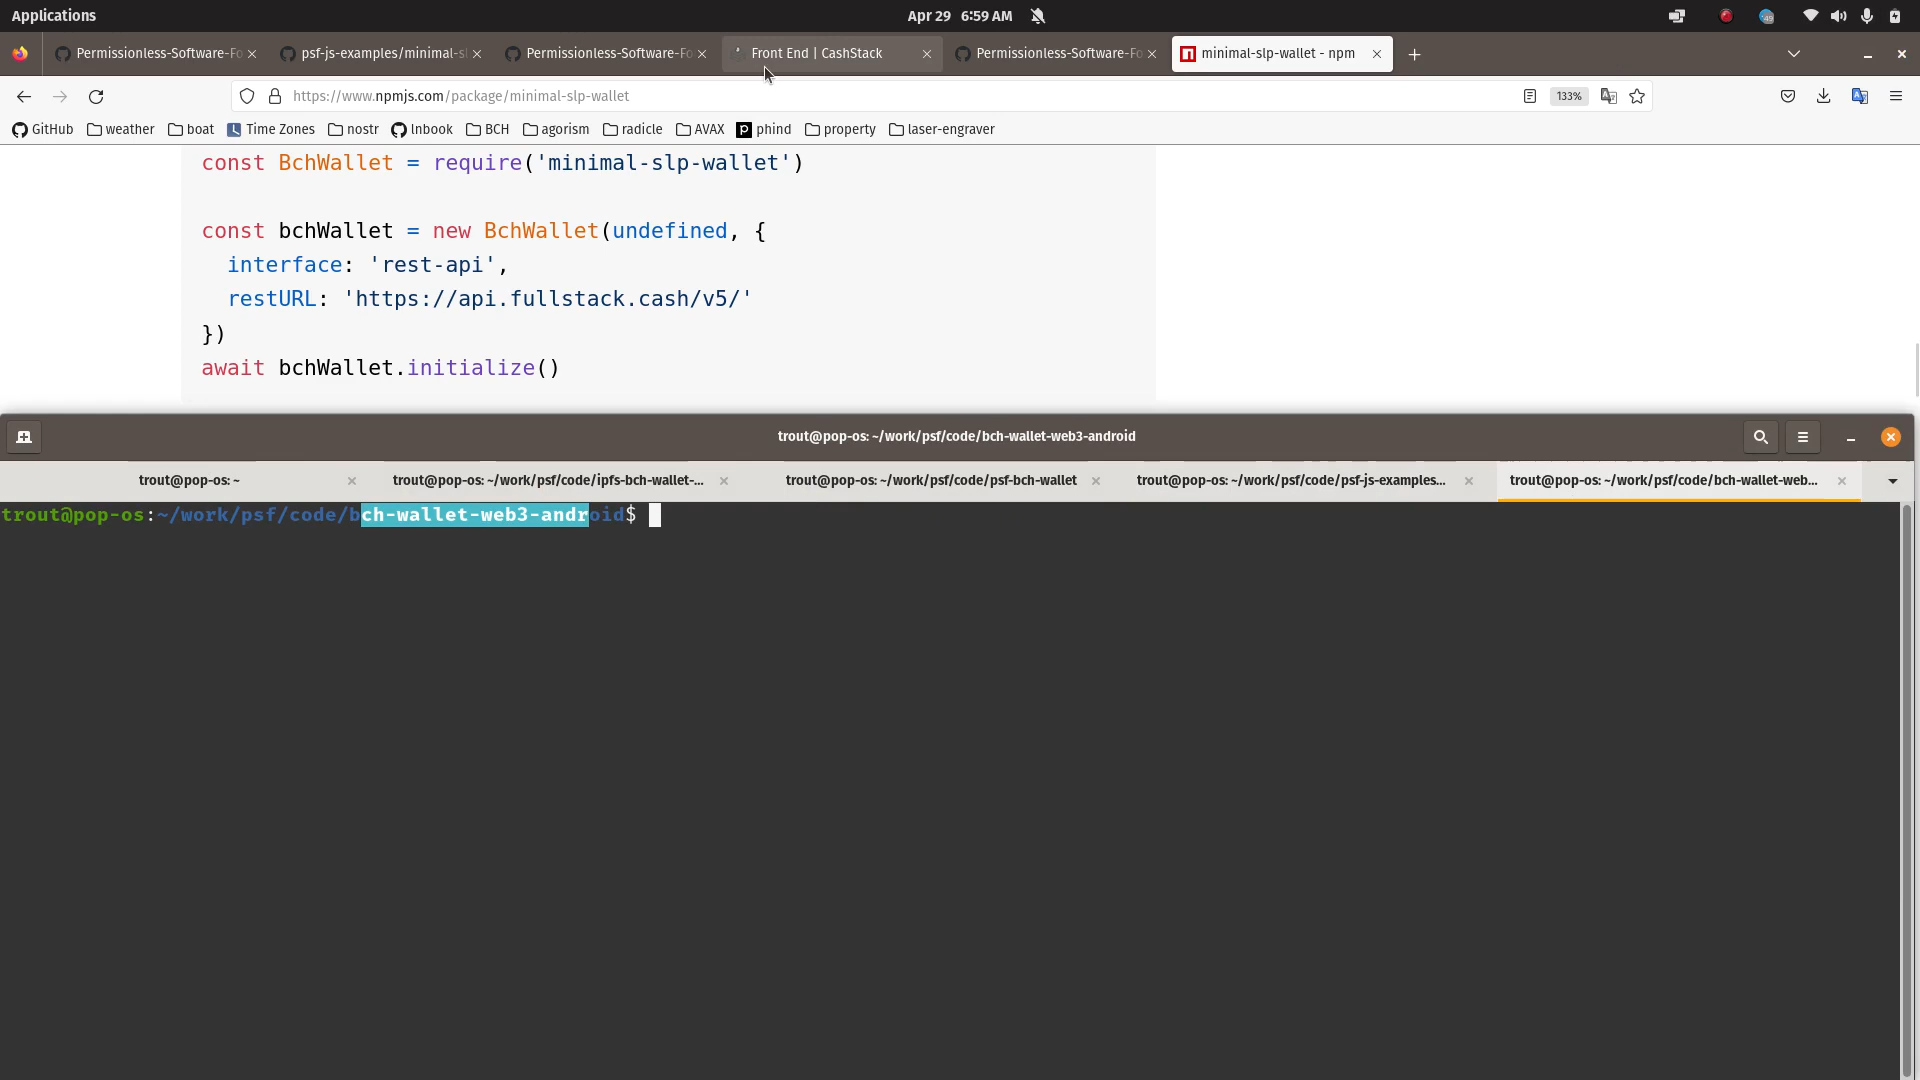 Applications
Apr 29 6:59 AM
Permissionless-Software-Fo
psf-js-examples/minimal-sl
Permissionless-Software-Fo
Front End | CashStack
Permissionless-Software-Fo
minimal-slp-wallet - npm
https://www.npmjs.com/package/minimal-slp-wallet
133%
GitHub
weather
boat
Time Zones
nostr
lnbook
BCH
agorism
radicle
AVAX
phind
property
laser-engraver
const BchWallet = require('minimal-slp-wallet')
const bchWallet = new BchWallet(undefined, {
interface: 'rest-api',
restURL: 'https://api.fullstack.cash/v5/'
})
await bchWallet.initialize()
trout@pop-os: ~/work/psf/code/bch-wallet-web3-android
trout@pop-os: ~
trout@pop-os: ~/work/psf/code/ipfs-bch-wallet-...
trout@pop-os: ~/work/psf/code/psf-bch-wallet
trout@pop-os: ~/work/psf/code/psf-js-examples...
trout@pop-os: ~/work/psf/code/bch-wallet-web...
trout@pop-os:~/work/psf/code/bch-wallet-web3-android$